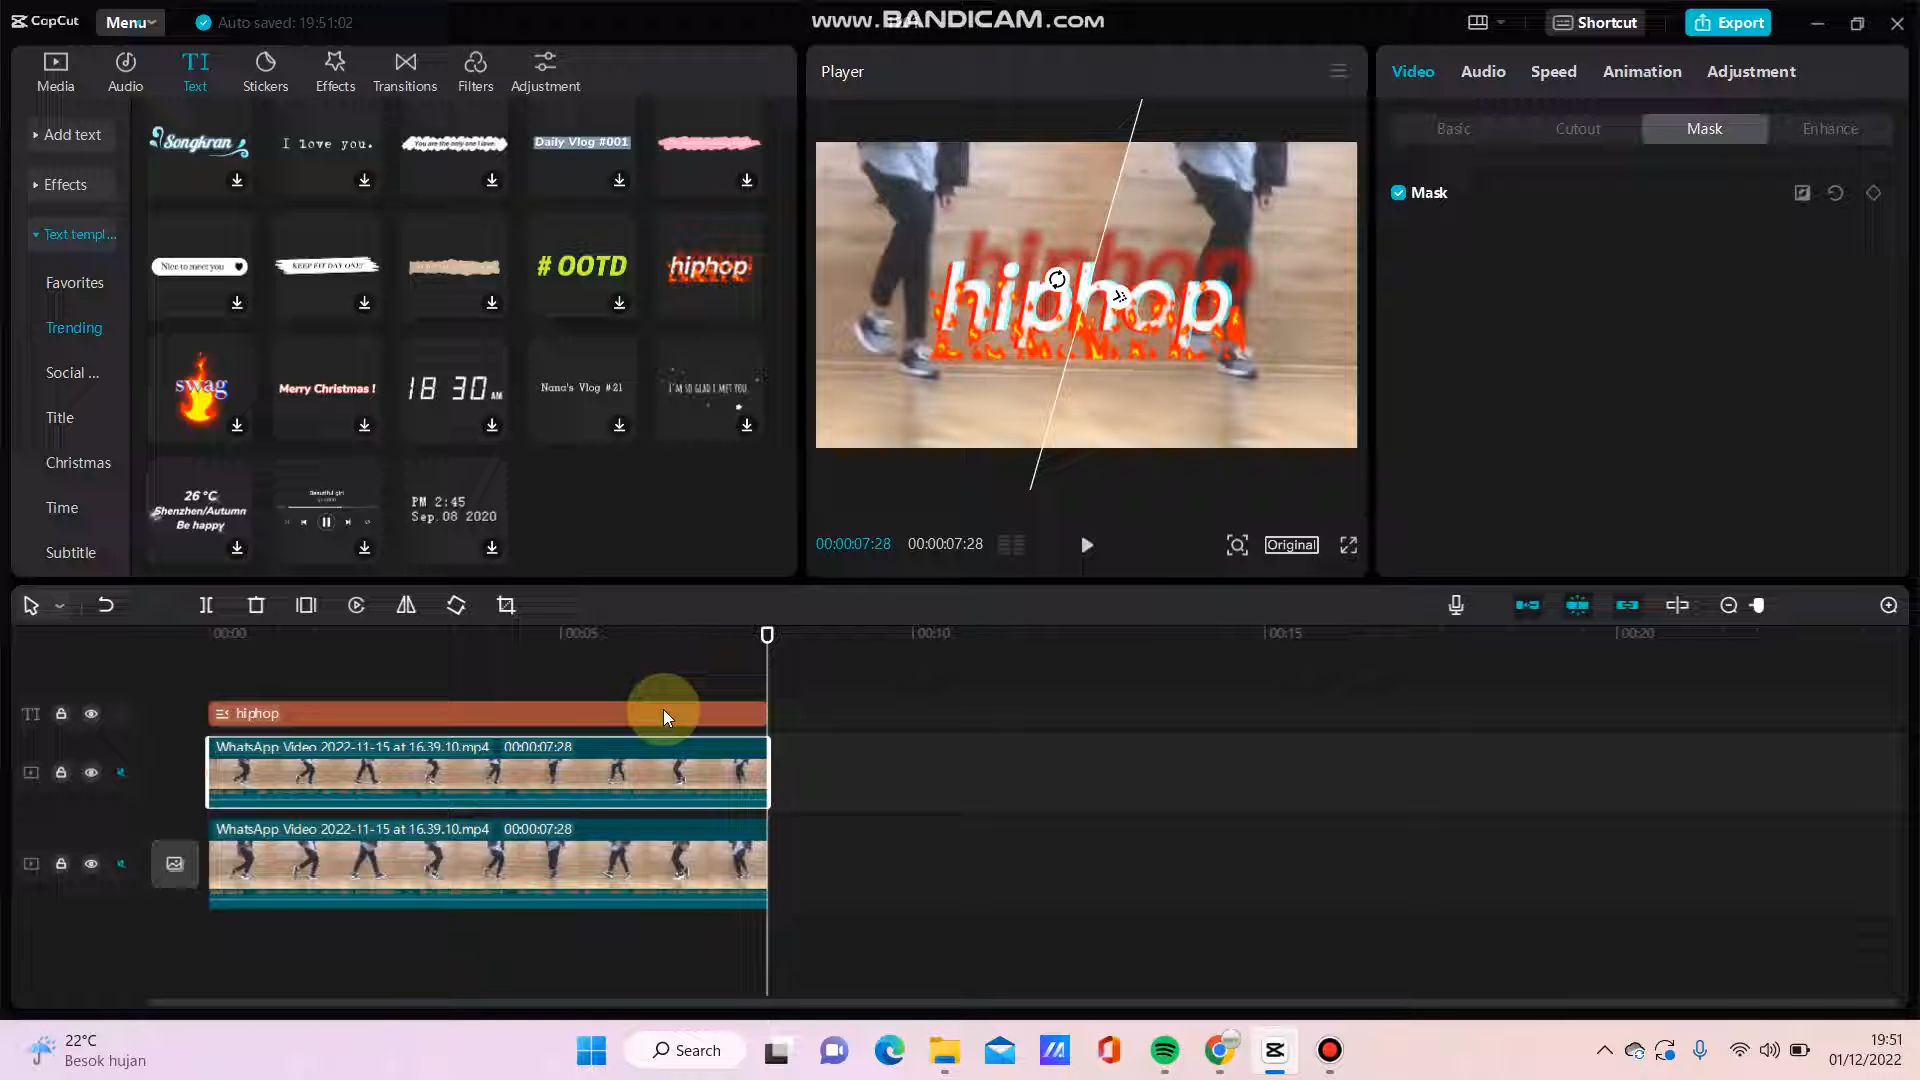 CapCut Menu Auto saved: 19:51:02 www.BANDICAM.com Shortcut Export
Media Audio Text Stickers Effects Transitions Filters Adjustment
TI
Add text
Effects
Text templ...
Favorites
Trending
Social ...
Title
Christmas
Time
Subtitle
Songkran I love you. You are the only one I love. Daily Vlog #001
Nice to meet you KEEP FIT DAY ONE! # OOTD hiphop
swag Merry Christmas ! 18 30 AM Nana's Vlog #21 I'M SO GLAD I MET YOU
26 °C
Shenzhen/Autumn
Be happy
Beautiful girl
PM 2:45
Sep 08 2020
Player
hiphop
hiphop
00:00:07:28 00:00:07:28 Original
Video Audio Speed Animation Adjustment
Basic Cutout Mask Enhance
Mask
00:00 00:05 00:10 00:15 00:20
TI hiphop
WhatsApp Video 2022-11-15 at 16.39.10.mp4 00:00:07:28
WhatsApp Video 2022-11-15 at 16.39.10.mp4 00:00:07:28
22°C
Besok hujan
Search
19:51
01/12/2022